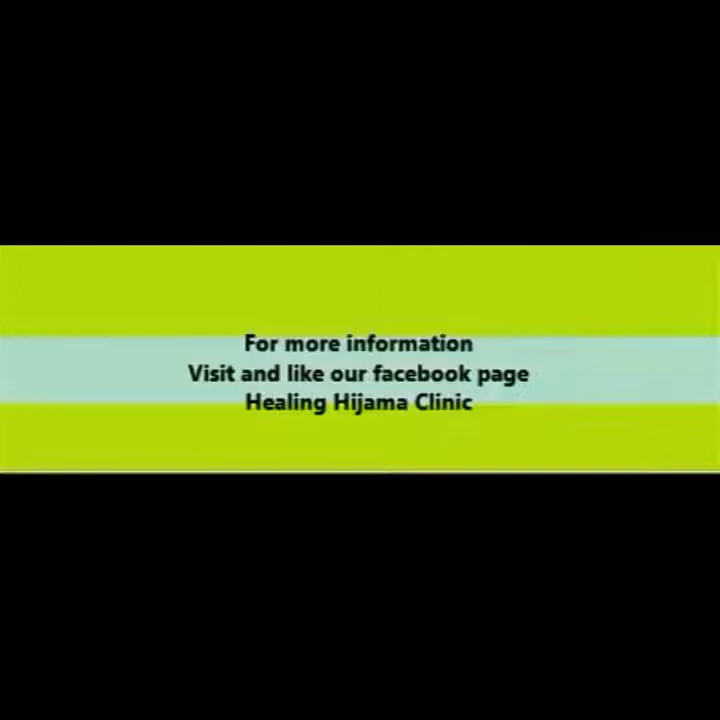 For more information
Visit and like our facebook page
Healing Hijama Clinic